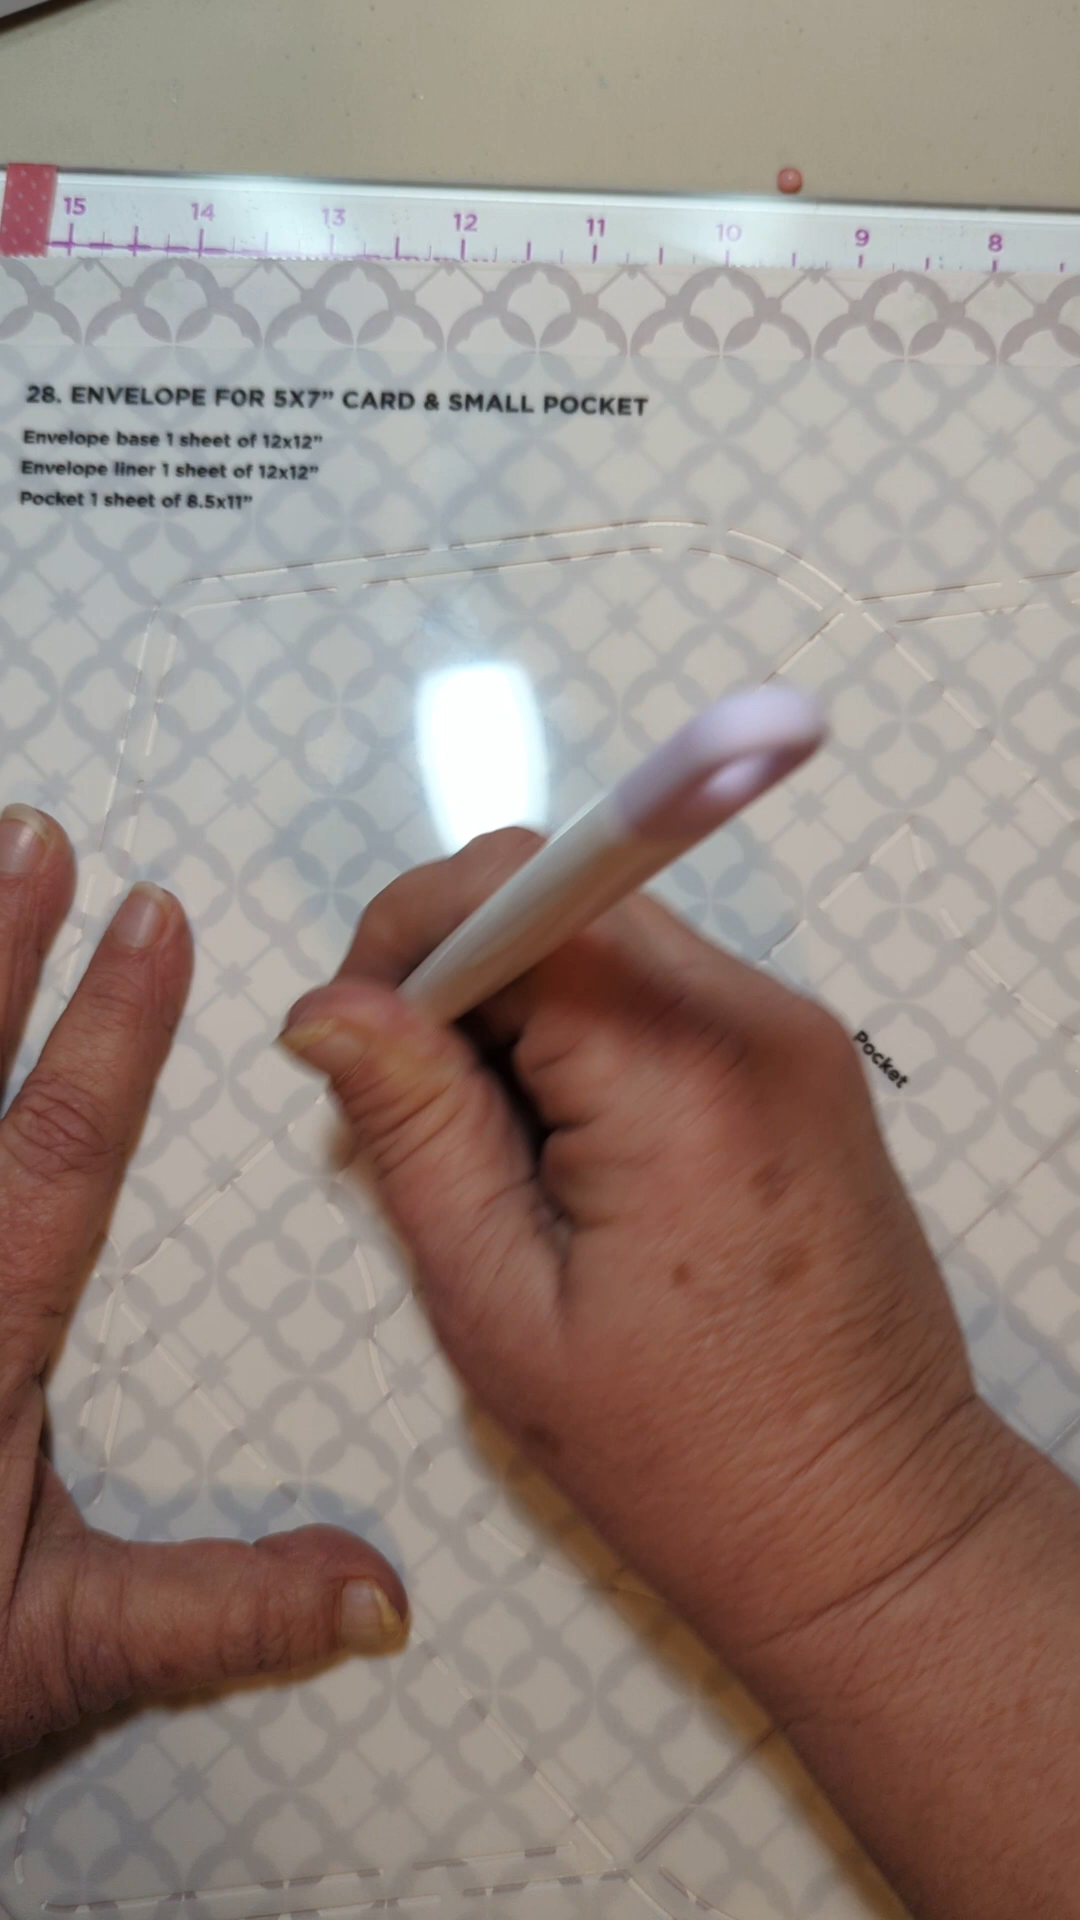 15 14 13 12 11 10 9 8
28. ENVELOPE FOR 5X7” CARD & SMALL POCKET
Envelope base 1 sheet of 12x12”
Envelope liner 1 sheet of 12x12”
Pocket 1 sheet of 8.5x11”
Pocket